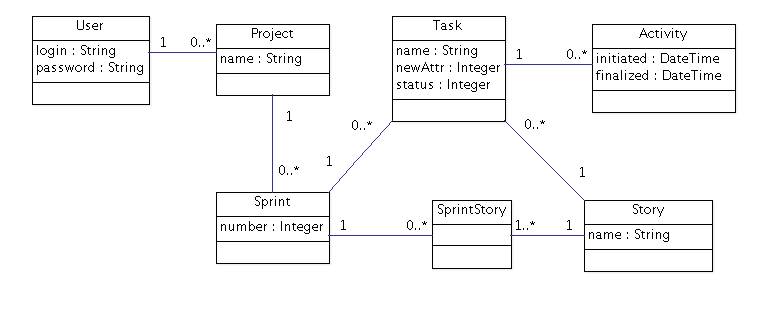 User
login : String
password : String
1
0..*
Project
name : String
Task
name : String
newAttr : Integer
status : Integer
1
0..*
Activity
initiated : DateTime
finalized : DateTime
1
0..*
0..*
1
0..*
1
Sprint
number : Integer
1
0..*
SprintStory
1..*
1
Story
name : String